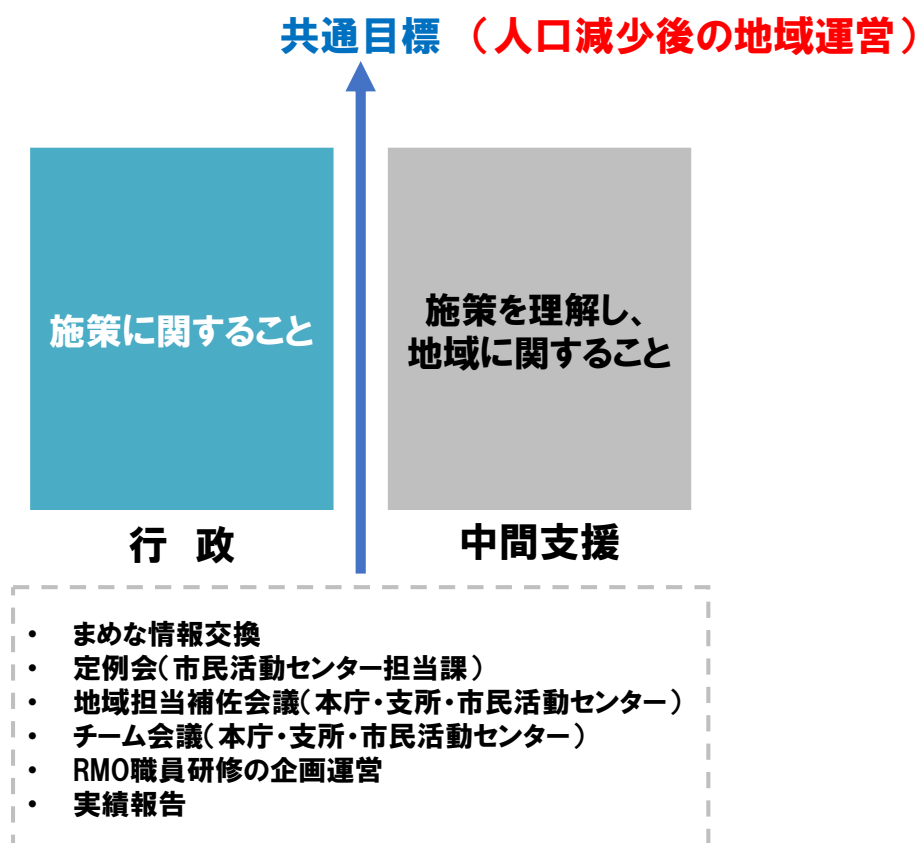 共通目標（人口減少後の地域運営）
施策に関すること
施策を理解し、
地域に関すること
行 政
中間支援
・ まめな情報交換
・ 定例会（市民活動センター担当課）
・ 地域担当補佐会議（本庁・支所・市民活動センター）
・ チーム会議（本庁・支所・市民活動センター）
・ RMO職員研修の企画運営
・ 実績報告